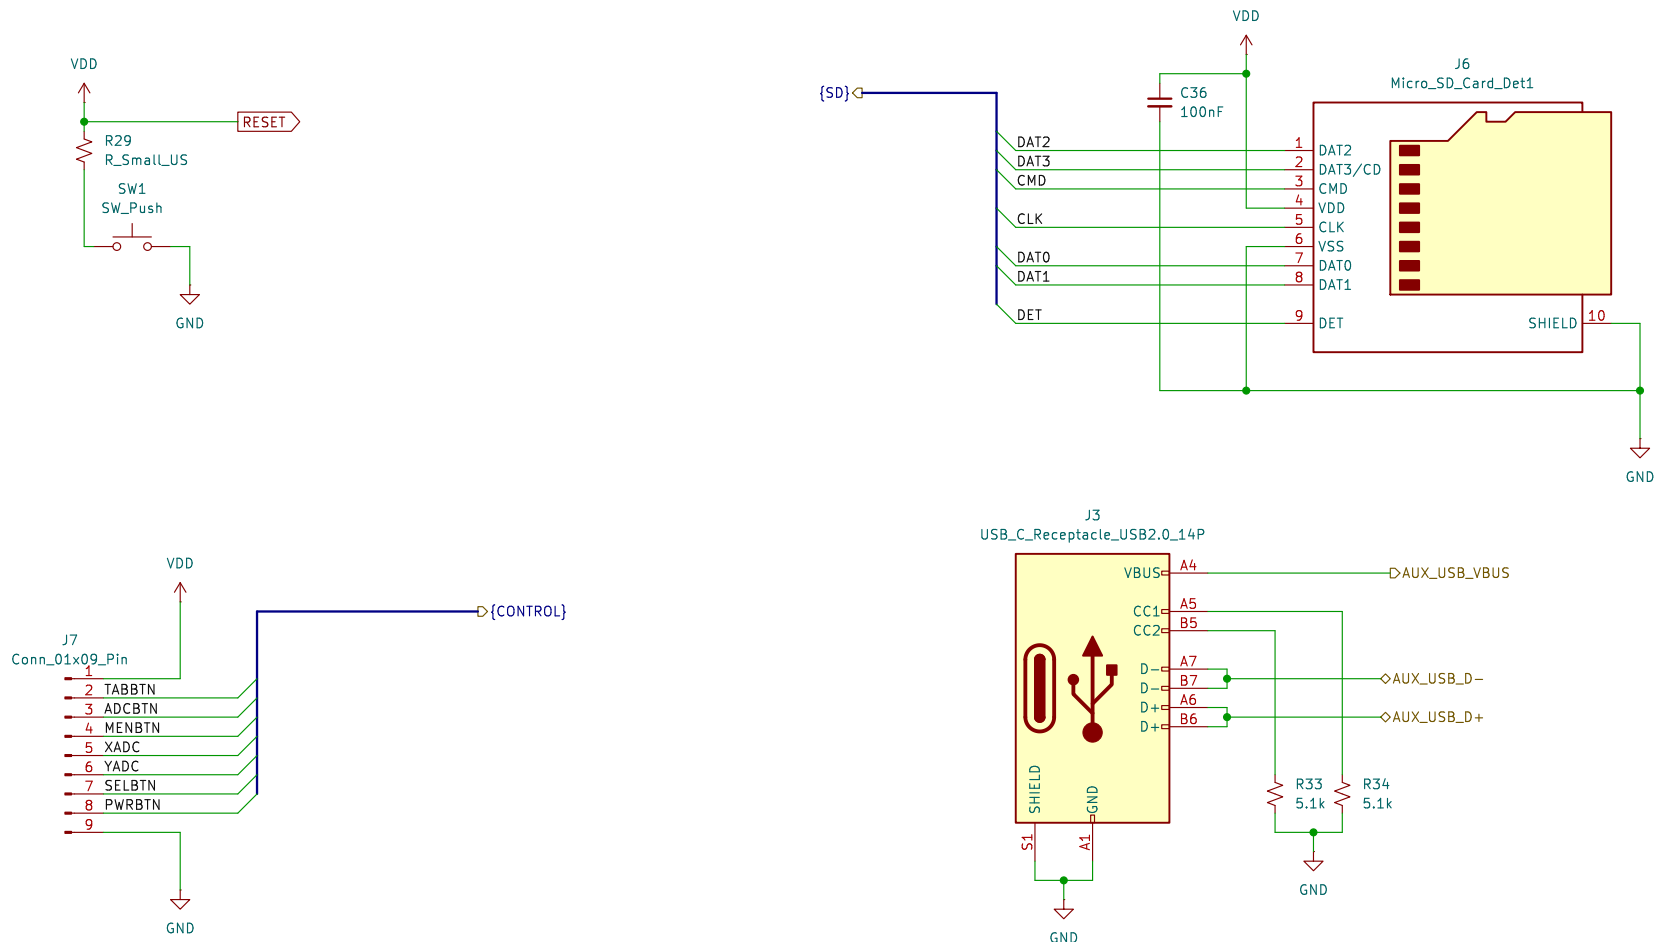 VDD
RESET
R29
R_Small_US
SW1
SW_Push
GND
{SD}
VDD
C36
100nF
J6
Micro_SD_Card_Det1
DAT2
DAT3
CMD
CLK
DAT0
DAT1
DET
1 DAT2
2 DAT3/CD
3 CMD
4 VDD
5 CLK
6 VSS
7 DAT0
8 DAT1
9 DET
SHIELD 10
GND
VDD
{CONTROL}
J7
Conn_01x09_Pin
1
2 TABBTN
3 ADCBTN
4 MENBTN
5 XADC
6 YADC
7 SELBTN
8 PWRBTN
9
GND
J3
USB_C_Receptacle_USB2.0_14P
VBUS A4 AUX_USB_VBUS
CC1 A5
CC2 B5
D- A7
AUX_USB_D-
D- B7
D+ A6
AUX_USB_D+
D+ B6
SHIELD
GND
S1
A1
GND
R33
5.1k
R34
5.1k
GND